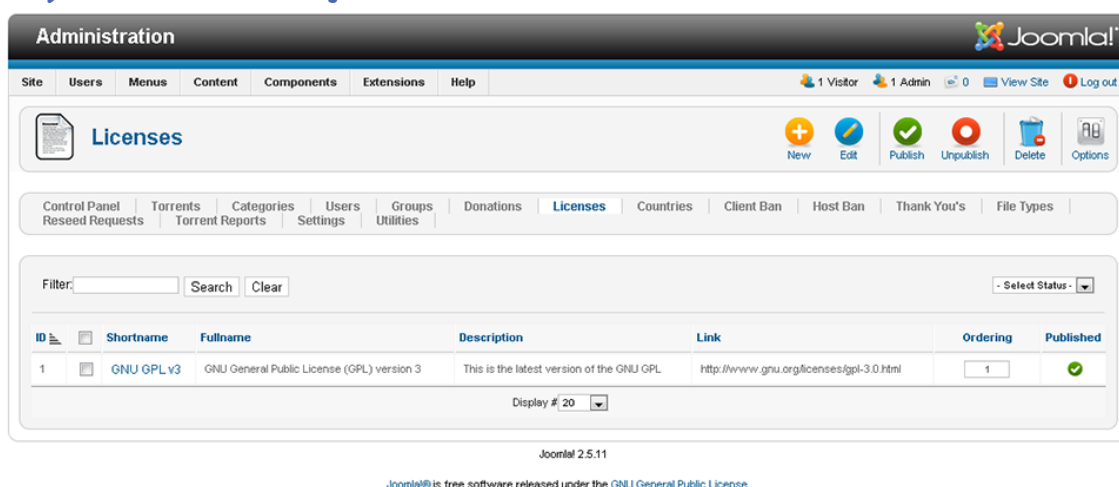 Administration
Joomla!
Site Users Menus Content Components Extensions Help 1 Visitor 1 Admin 0 View Site Log out
Licenses
New Edit Publish Unpublish Delete Options
Control Panel Torrents Categories Users Groups Donations Licenses Countries Client Ban Host Ban Thank You's File Types
Reseed Requests Torrent Reports Settings Utilities
Filter: Search Clear - Select Status -
ID Shortname Fullname Description Link Ordering Published
1 GNU GPL v3 GNU General Public License (GPL) version 3 This is the latest version of the GNU GPL http://www.gnu.org/licenses/gpl-3.0.html 1
Display # 20
Joomla! 2.5.11
Joomla!® is free software released under the GNU General Public License